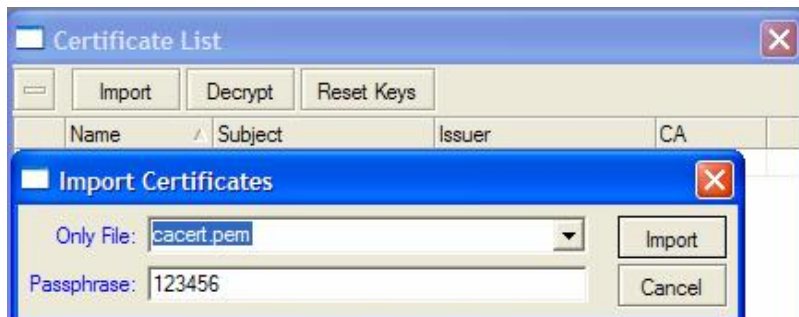 Certificate List
Import Decrypt Reset Keys
Name Subject Issuer CA
Import Certificates
Only File: cacert.pem Import
Passphrase: 123456 Cancel